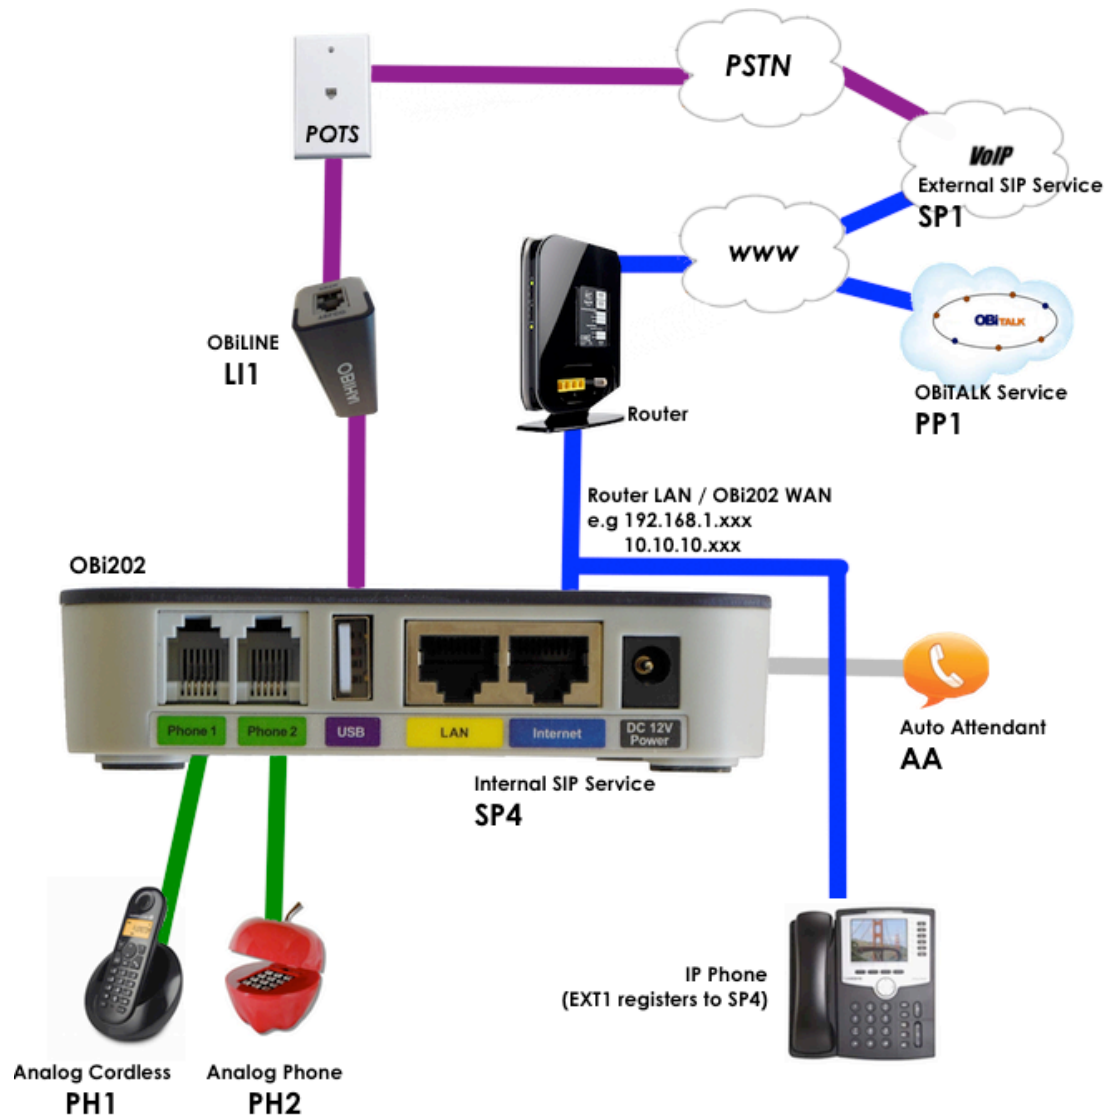 PSTN
POTS
VoIP
External SIP Service
SP1
www
OBiLINE
LI1
OBIHAI
OBiTALK
OBiTALK Service
PP1
Router
Router LAN / OBi202 WAN
e.g 192.168.1.xxx
10.10.10.xxx
OBi202
Phone 1
Phone 2
USB
LAN
Internet
DC 12V
Power
Auto Attendant
AA
Internal SIP Service
SP4
IP Phone
(EXT1 registers to SP4)
Analog Cordless
PH1
Analog Phone
PH2